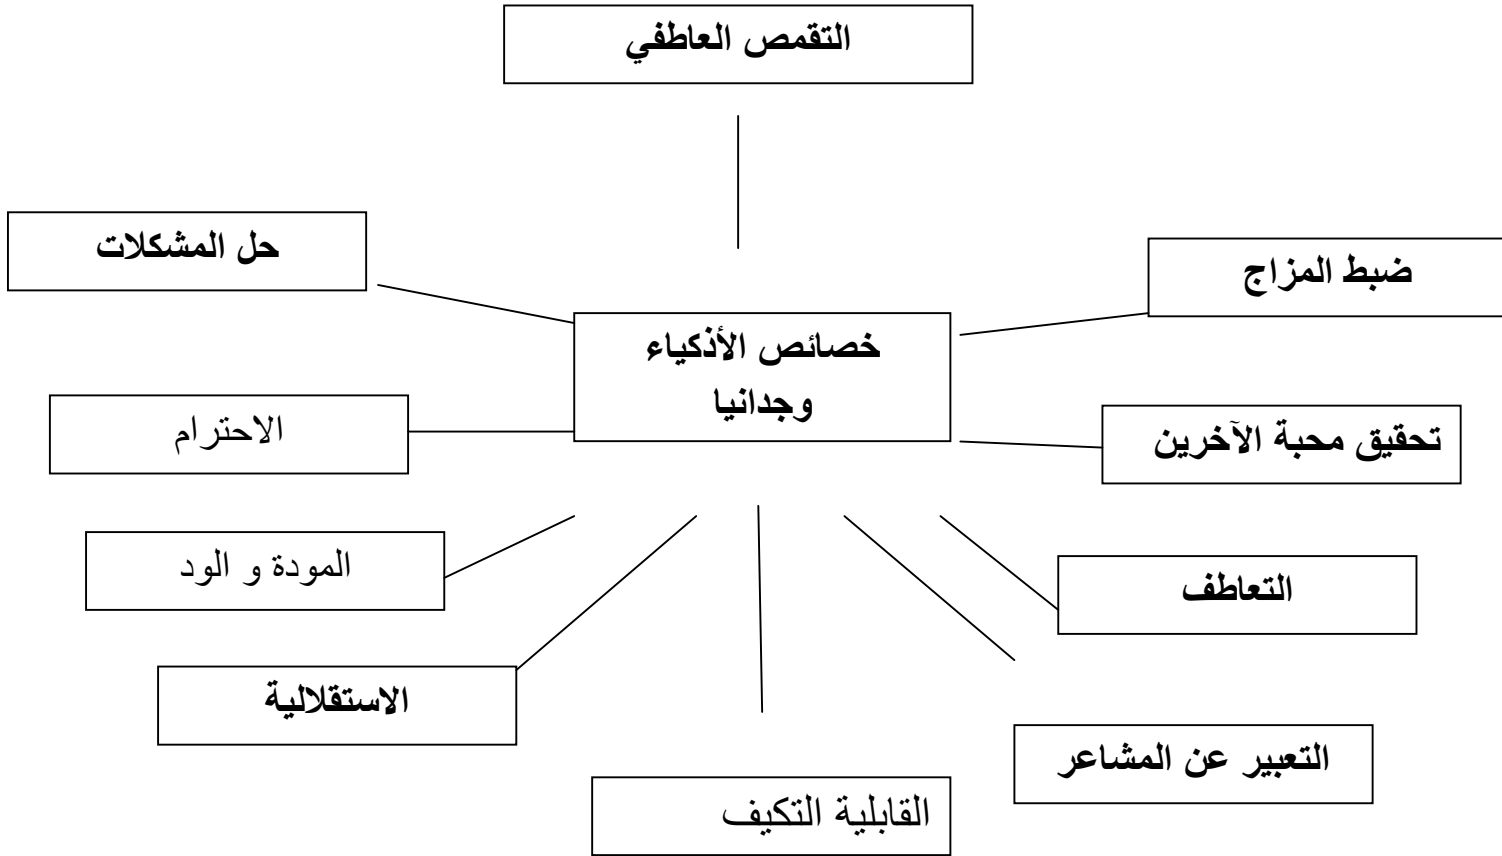 التقمص العاطفي
حل المشكلات
ضبط المزاج
خصائص الأذكياء
وجدانيا
الاحترام
تحقيق محبة الآخرين
المودة و الود
التعاطف
الاستقلالية
التعبير عن المشاعر
القابلية التكيف